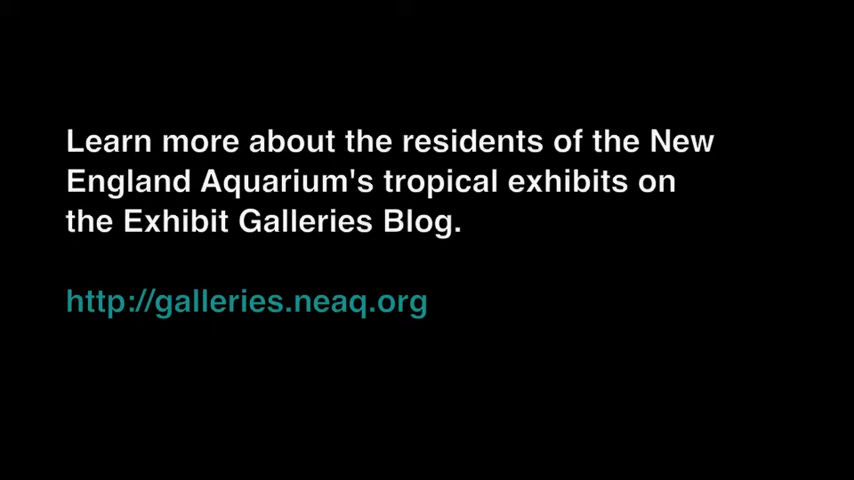 Learn more about the residents of the New
England Aquarium's tropical exhibits on
the Exhibit Galleries Blog.
http://galleries.neaq.org